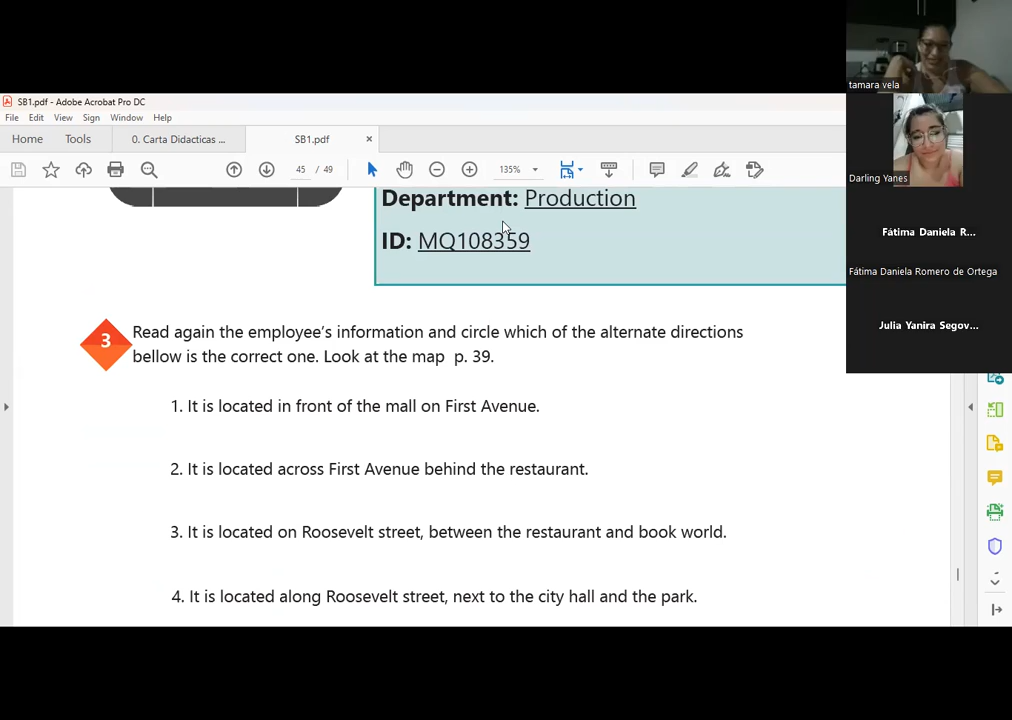 SB1.pdf - Adobe Acrobat Pro DC
File Edit View Sign Window Help
Home Tools 0. Carta Didacticas ... SB1.pdf ×
45 / 49 135%
Department: Production
ID: MQ108359
3 Read again the employee's information and circle which of the alternate directions
bellow is the correct one. Look at the map p. 39.
1. It is located in front of the mall on First Avenue.
2. It is located across First Avenue behind the restaurant.
3. It is located on Roosevelt street, between the restaurant and book world.
4. It is located along Roosevelt street, next to the city hall and the park.
tamara vela
Darling Yanes
Fátima Daniela R...
Fátima Daniela Romero de Ortega
Julia Yanira Segov...